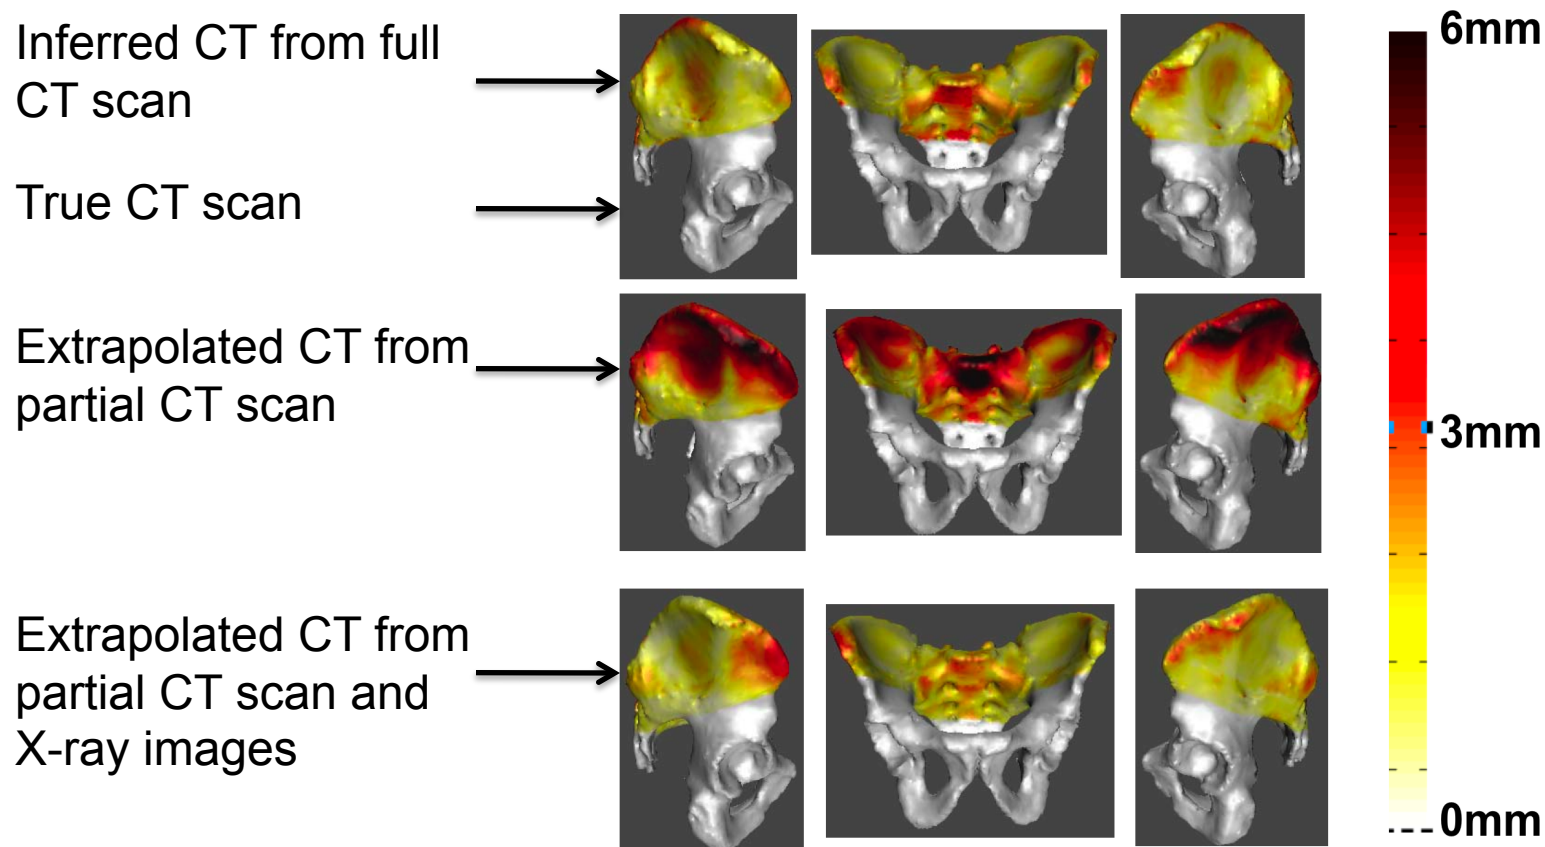 Inferred CT from full
CT scan
True CT scan
Extrapolated CT from
partial CT scan
Extrapolated CT from
partial CT scan and
X-ray images
6mm
3mm
0mm